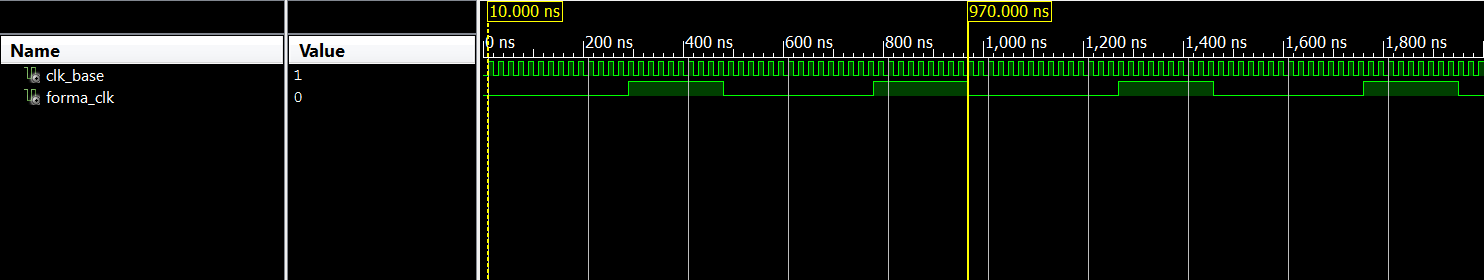 10.000 ns 970.000 ns
Name Value 0 ns 200 ns 400 ns 600 ns 800 ns 1,000 ns 1,200 ns 1,400 ns 1,600 ns 1,800 ns
clk_base 1
forma_clk 0